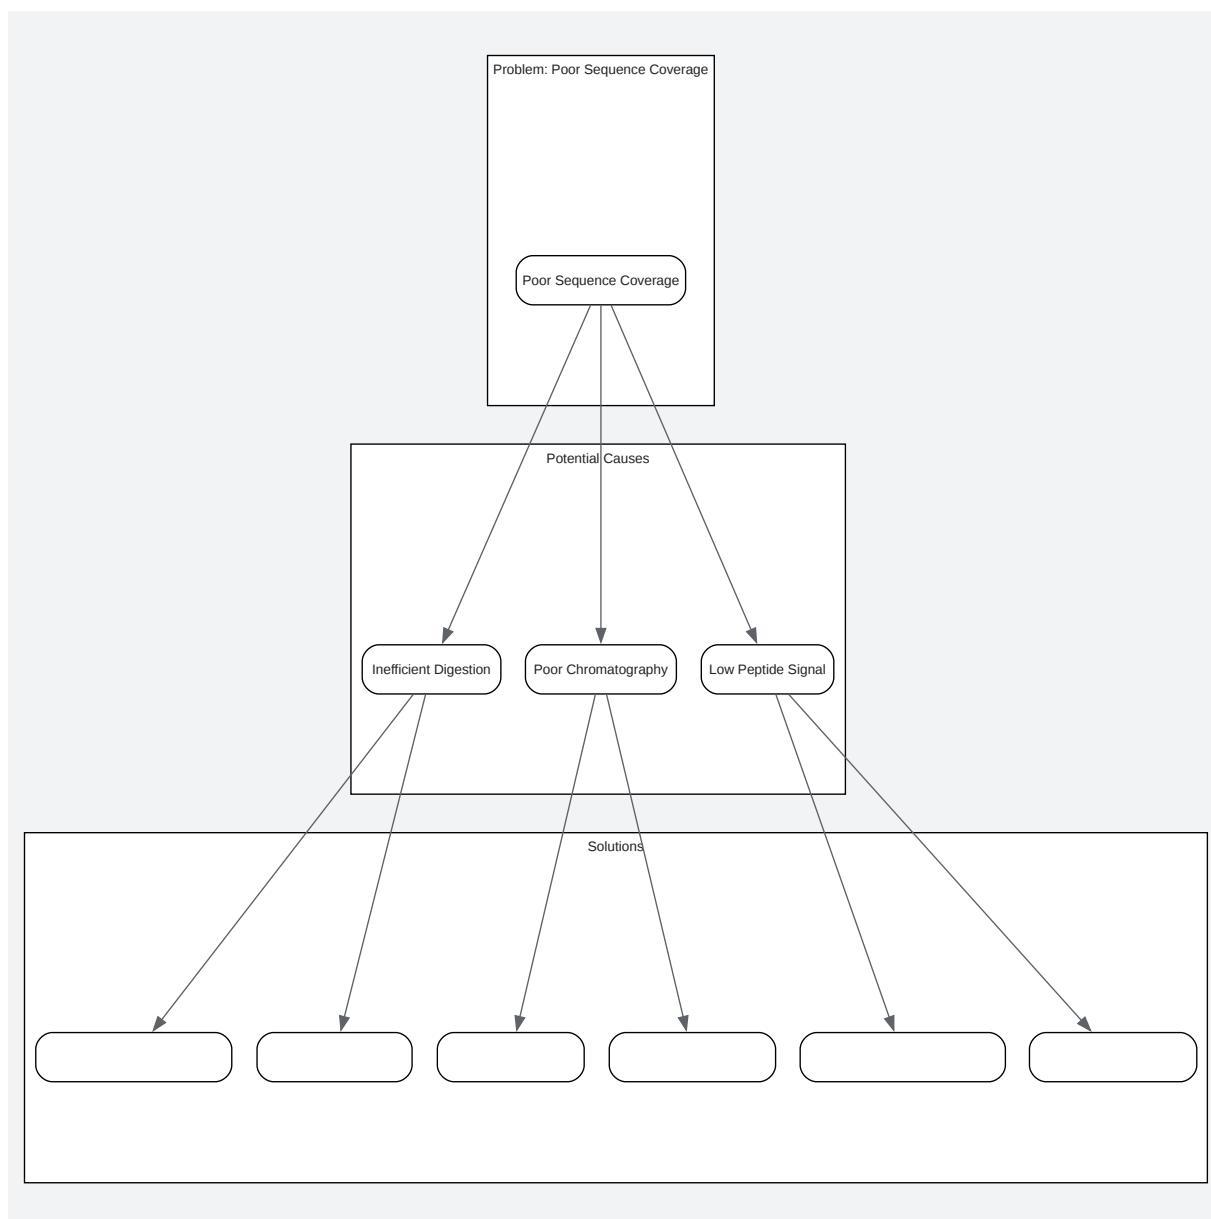 Problem: Poor Sequence Coverage
Poor Sequence Coverage
Potential Causes
Inefficient Digestion
Poor Chromatography
Low Peptide Signal
Solutions